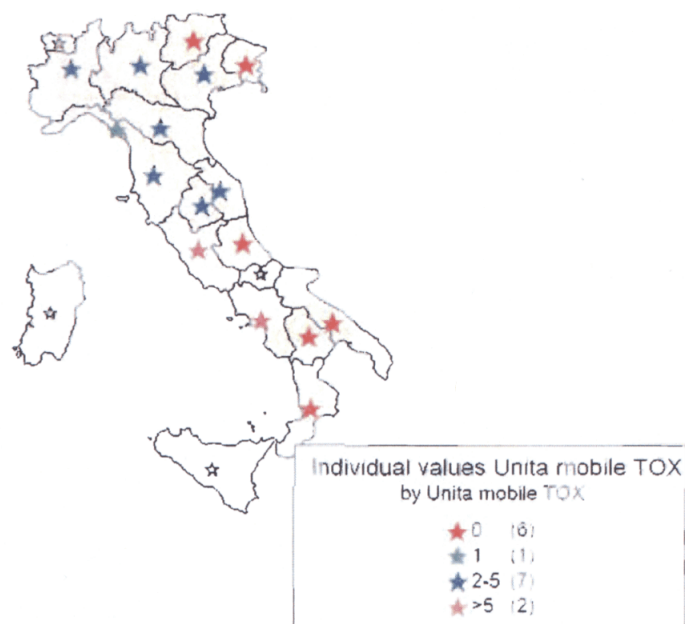 Individual values Unita mobile TOX
by Unita mobile TOX
0 (6)
1 (1)
2-5 (7)
>5 (2)